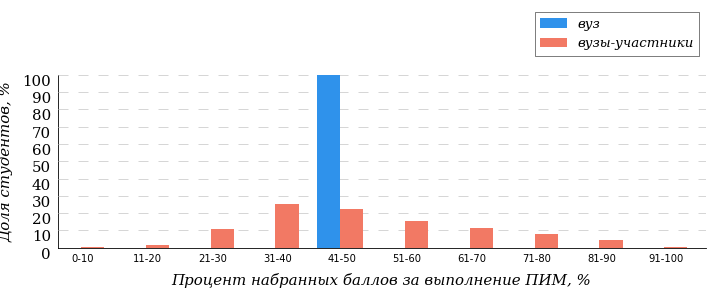 вуз
вузы-участники
Доля студентов, %
100
90
80
70
60
50
40
30
20
10
0
0-10 11-20 21-30 31-40 41-50 51-60 61-70 71-80 81-90 91-100
Процент набранных баллов за выполнение ПИМ, %